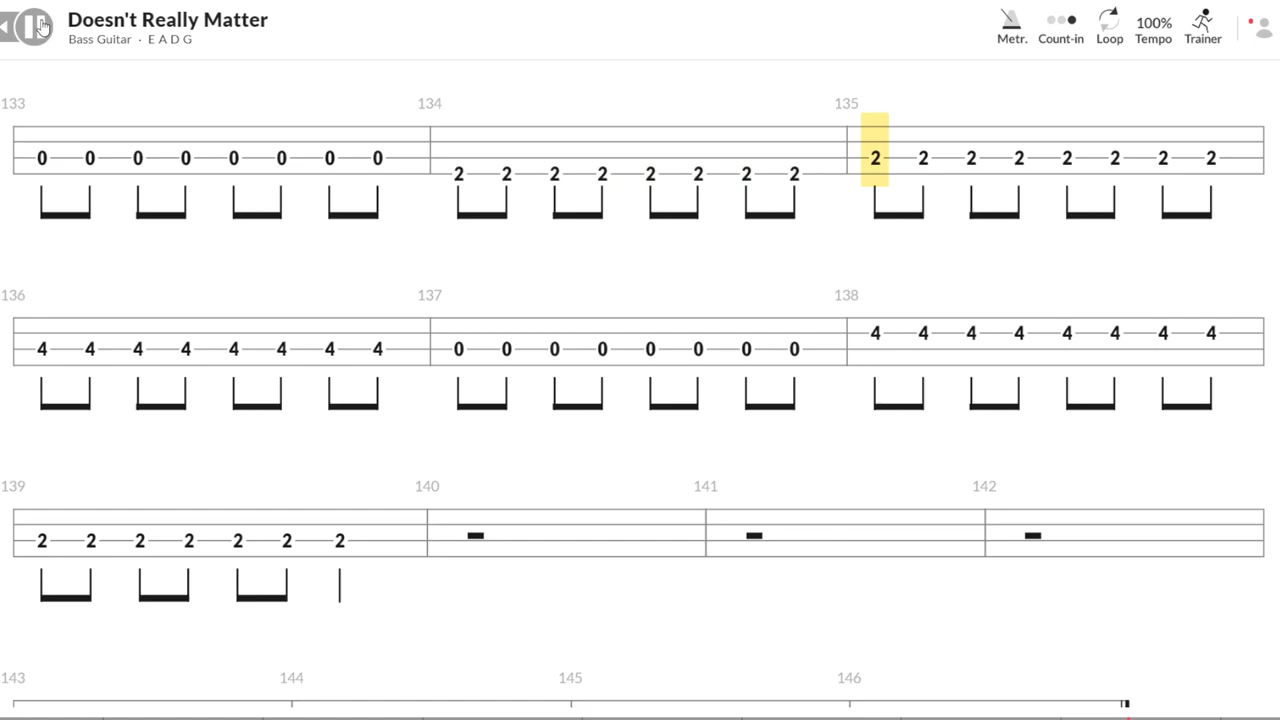 Doesn't Really Matter
Bass Guitar · E A D G
Metr. Count-in Loop 100% Tempo Trainer
133 134 135
0 0 0 0 0 0 0 0 2 2 2 2 2 2 2 2 2 2 2 2 2 2 2 2
136 137 138
4 4 4 4 4 4 4 4 0 0 0 0 0 0 0 0 4 4 4 4 4 4 4 4
139 140 141 142
2 2 2 2 2 2 2
143 144 145 146